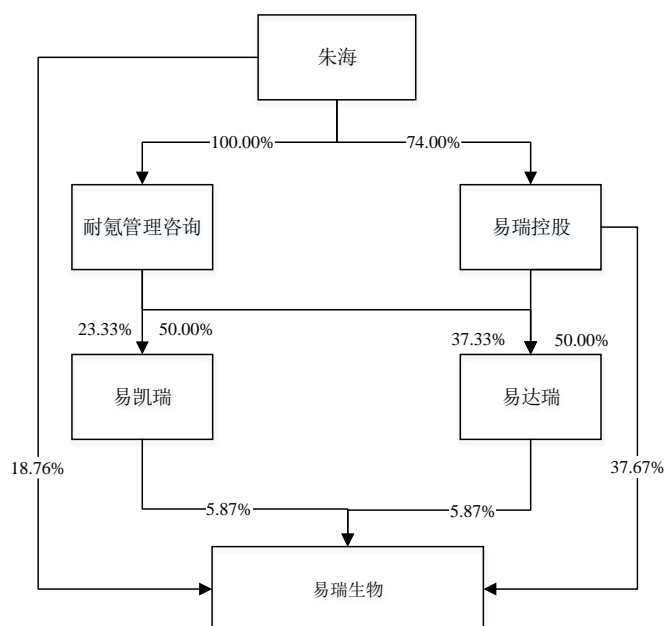 朱海
100.00%
74.00%
耐氪管理咨询
易瑞控股
23.33%
50.00%
37.33%
50.00%
易凯瑞
易达瑞
18.76%
37.67%
5.87%
5.87%
易瑞生物